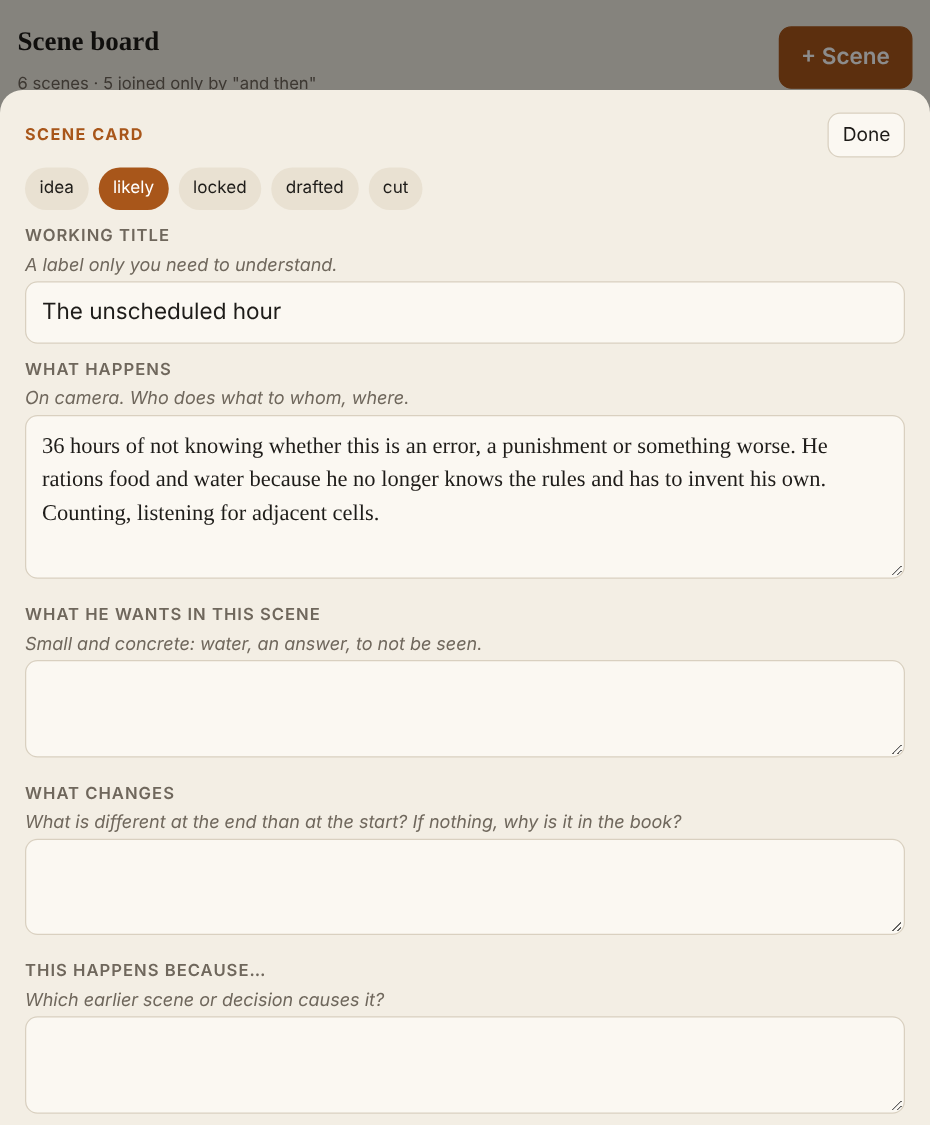 Scene board
+ Scene
6 scenes · 5 joined only by "and then"
SCENE CARD
Done
idea
likely
locked
drafted
cut
WORKING TITLE
A label only you need to understand.
The unscheduled hour
WHAT HAPPENS
On camera. Who does what to whom, where.
36 hours of not knowing whether this is an error, a punishment or something worse. He
rations food and water because he no longer knows the rules and has to invent his own.
Counting, listening for adjacent cells.
WHAT HE WANTS IN THIS SCENE
Small and concrete: water, an answer, to not be seen.
WHAT CHANGES
What is different at the end than at the start? If nothing, why is it in the book?
THIS HAPPENS BECAUSE...
Which earlier scene or decision causes it?